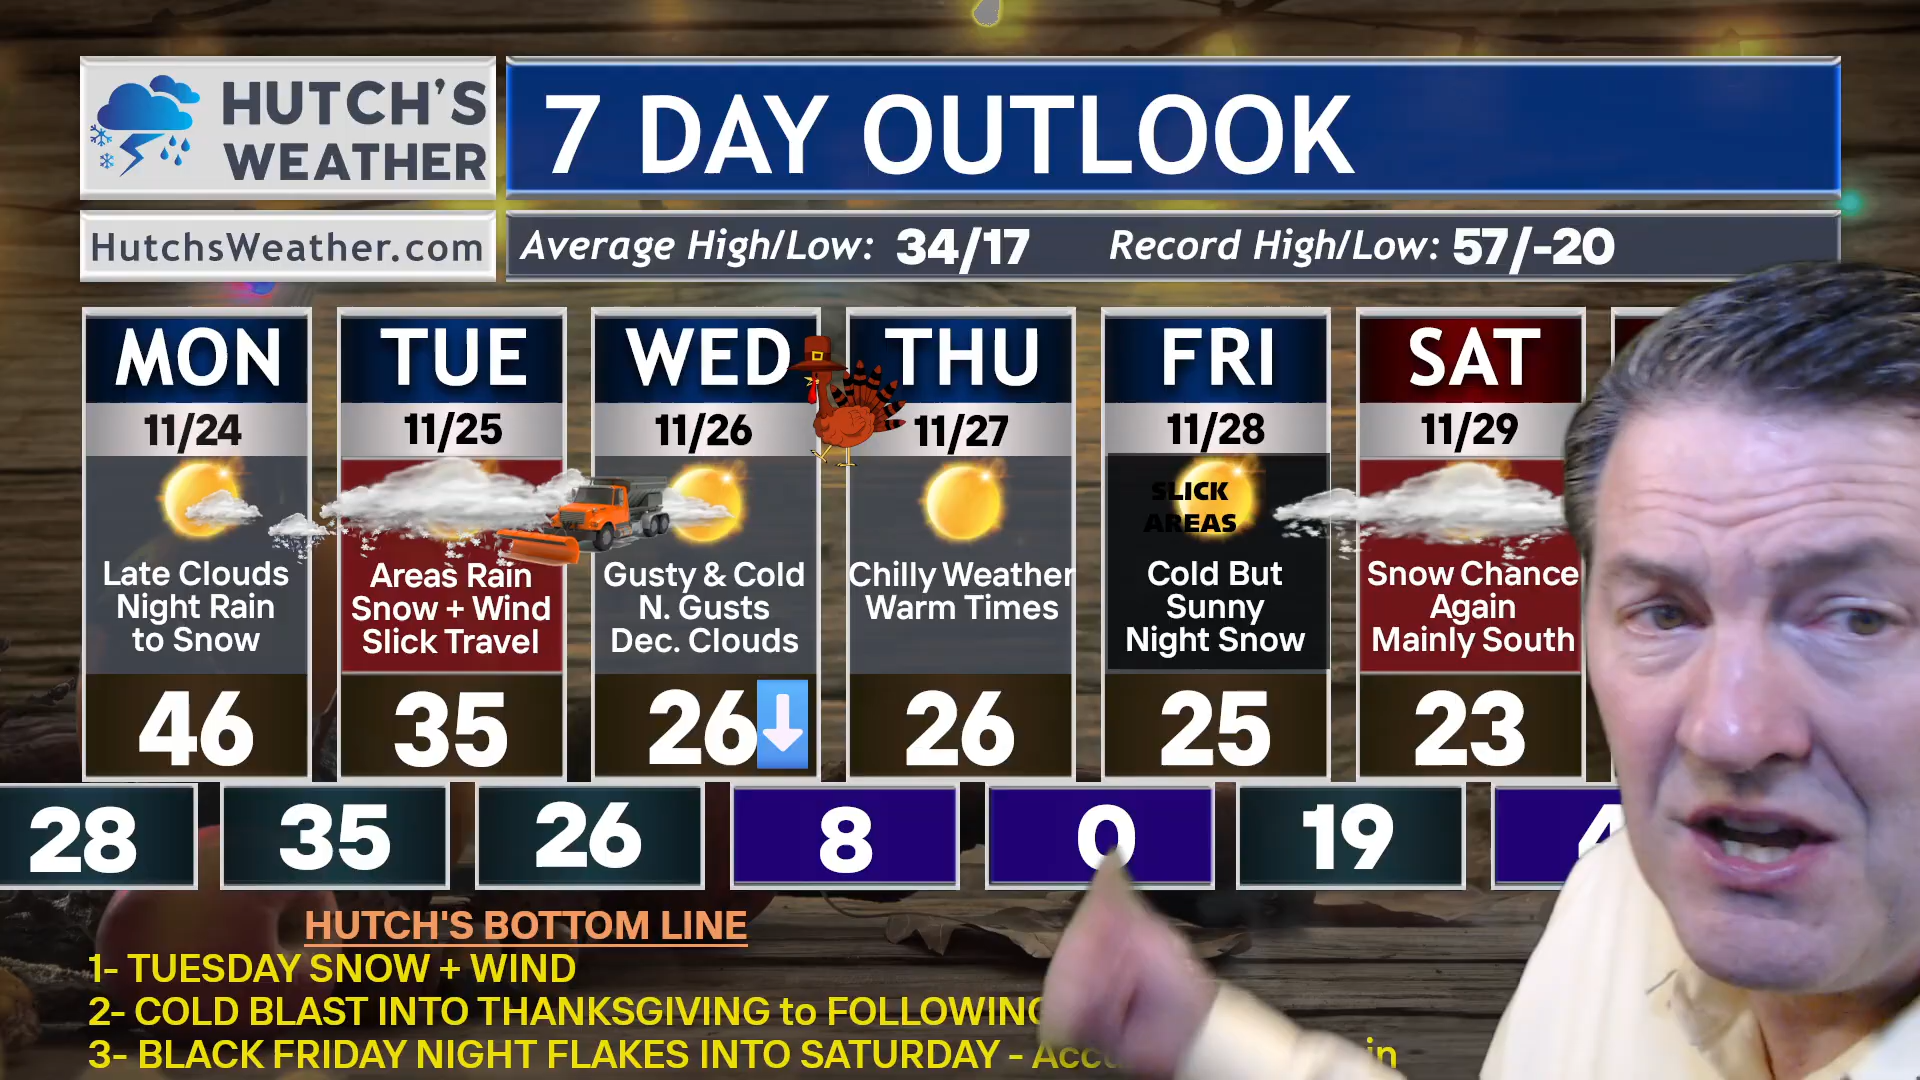 HUTCH'S
WEATHER
7 DAY OUTLOOK
HutchsWeather.com
Average High/Low: 34/17 Record High/Low: 57/-20
MON
11/24
Late Clouds
Night Rain
to Snow
46
TUE
11/25
Areas Rain
Snow + Wind
Slick Travel
35
WED
11/26
Gusty & Cold
N. Gusts
Dec. Clouds
26
THU
11/27
Chilly Weather
Warm Times
26
FRI
11/28
SLICK
AREAS
Cold But
Sunny
Night Snow
25
SAT
11/29
Snow Chance
Again
Mainly South
23
28 35 26 8 0 19
HUTCH'S BOTTOM LINE
1- TUESDAY SNOW + WIND
2- COLD BLAST INTO THANKSGIVING to FOLLOWING
3- BLACK FRIDAY NIGHT FLAKES INTO SATURDAY -